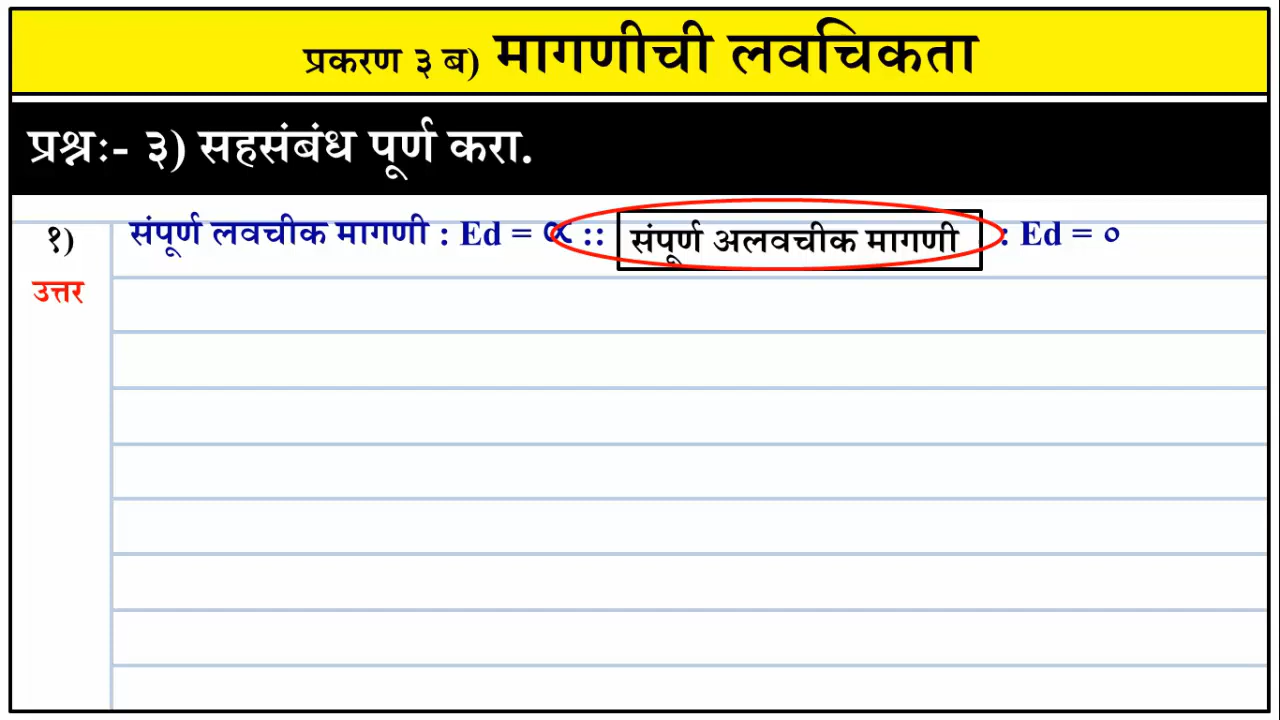 प्रकरण ३ ब) मागणीची लवचिकता
प्रश्नः- ३) सहसंबंध पूर्ण करा.
१) संपूर्ण लवचीक मागणी : Ed = ∝ :: संपूर्ण अलवचीक मागणी : Ed = ०
उत्तर